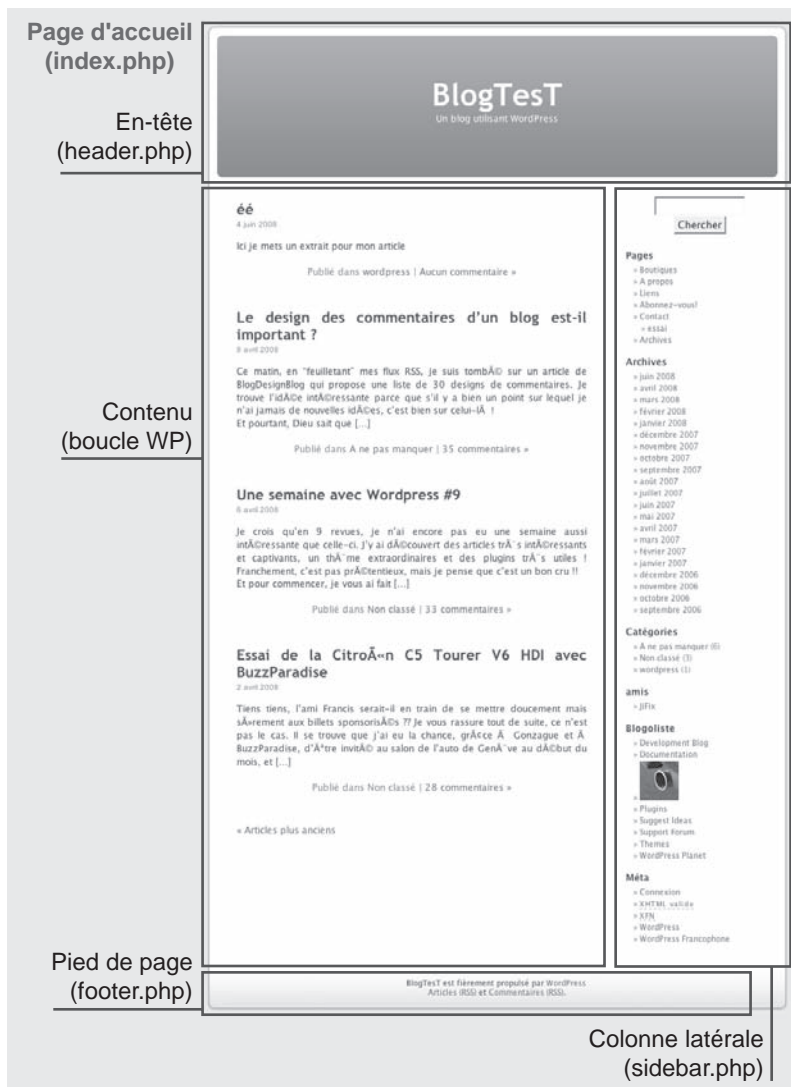 Page d'accueil
(index.php)
En-tête
(header.php)
BlogTesT
Un blog utilisant WordPress
Contenu
(boucle WP)
éé
4 juin 2008
Ici je mets un extrait pour mon article
Publié dans wordpress | Aucun commentaire »
Le design des commentaires d'un blog est-il
important ?
8 avril 2008
Ce matin, en "feuilletant" mes flux RSS, je suis tombÃ© sur un article de
BlogDesignBlog qui propose une liste de 30 designs de commentaires. Je
trouve l'idÃ©e intÃ©ressante parce que s'il y a bien un point sur lequel je
n'ai jamais de nouvelles idÃ©es, c'est bien sur celui-lÃ  !
Et pourtant, Dieu sait que [...]
Publié dans A ne pas manquer | 35 commentaires »
Une semaine avec Wordpress #9
6 avril 2008
Je crois qu'en 9 revues, je n'ai encore pas eu une semaine aussi
intÃ©ressante que celle-ci. J'y ai dÃ©couvert des articles trÃ¨s intÃ©ressants
et captivants, un thÃ¨me extraordinaires et des plugins trÃ¨s utiles !
Franchement, c'est pas prÃ©tentieux, mais je pense que c'est un bon cru !!
Et pour commencer, je vous ai fait [...]
Publié dans Non classé | 33 commentaires »
Essai de la CitroÃ«n C5 Tourer V6 HDI avec
BuzzParadise
2 avril 2008
Tiens tiens, l'ami Francis serait-il en train de se mettre doucement mais
sÃ»rement aux billets sponsorisÃ©s ?? Je vous rassure tout de suite, ce n'est
pas le cas. Il se trouve que j'ai eu la chance, grÃ¢ce Ã  Gonzague et Ã 
BuzzParadise, d'Ãªtre invitÃ© au salon de l'auto de GenÃ¨ve au dÃ©but du
mois, et [...]
Publié dans Non classé | 28 commentaires »
« Articles plus anciens
Chercher
Pages
» Boutiques
» A propos
» Liens
» Abonnez-vous!
» Contact
» essai
» Archives
Archives
» juin 2008
» avril 2008
» mars 2008
» février 2008
» janvier 2008
» décembre 2007
» novembre 2007
» octobre 2007
» septembre 2007
» août 2007
» juillet 2007
» juin 2007
» mai 2007
» avril 2007
» mars 2007
» février 2007
» janvier 2007
» décembre 2006
» novembre 2006
» octobre 2006
» septembre 2006
Catégories
» A ne pas manquer (6)
» Non classé (3)
» wordpress (1)
amis
» JiFix
Blogoliste
» Development Blog
» Documentation
»
» Plugins
» Suggest Ideas
» Support Forum
» Themes
» WordPress Planet
Méta
» Connexion
» XHTML valide
» XFN
» WordPress
» WordPress Francophone
Pied de page
(footer.php)
BlogTesT est fièrement propulsé par WordPress
Articles (RSS) et Commentaires (RSS).
Colonne latérale
(sidebar.php)